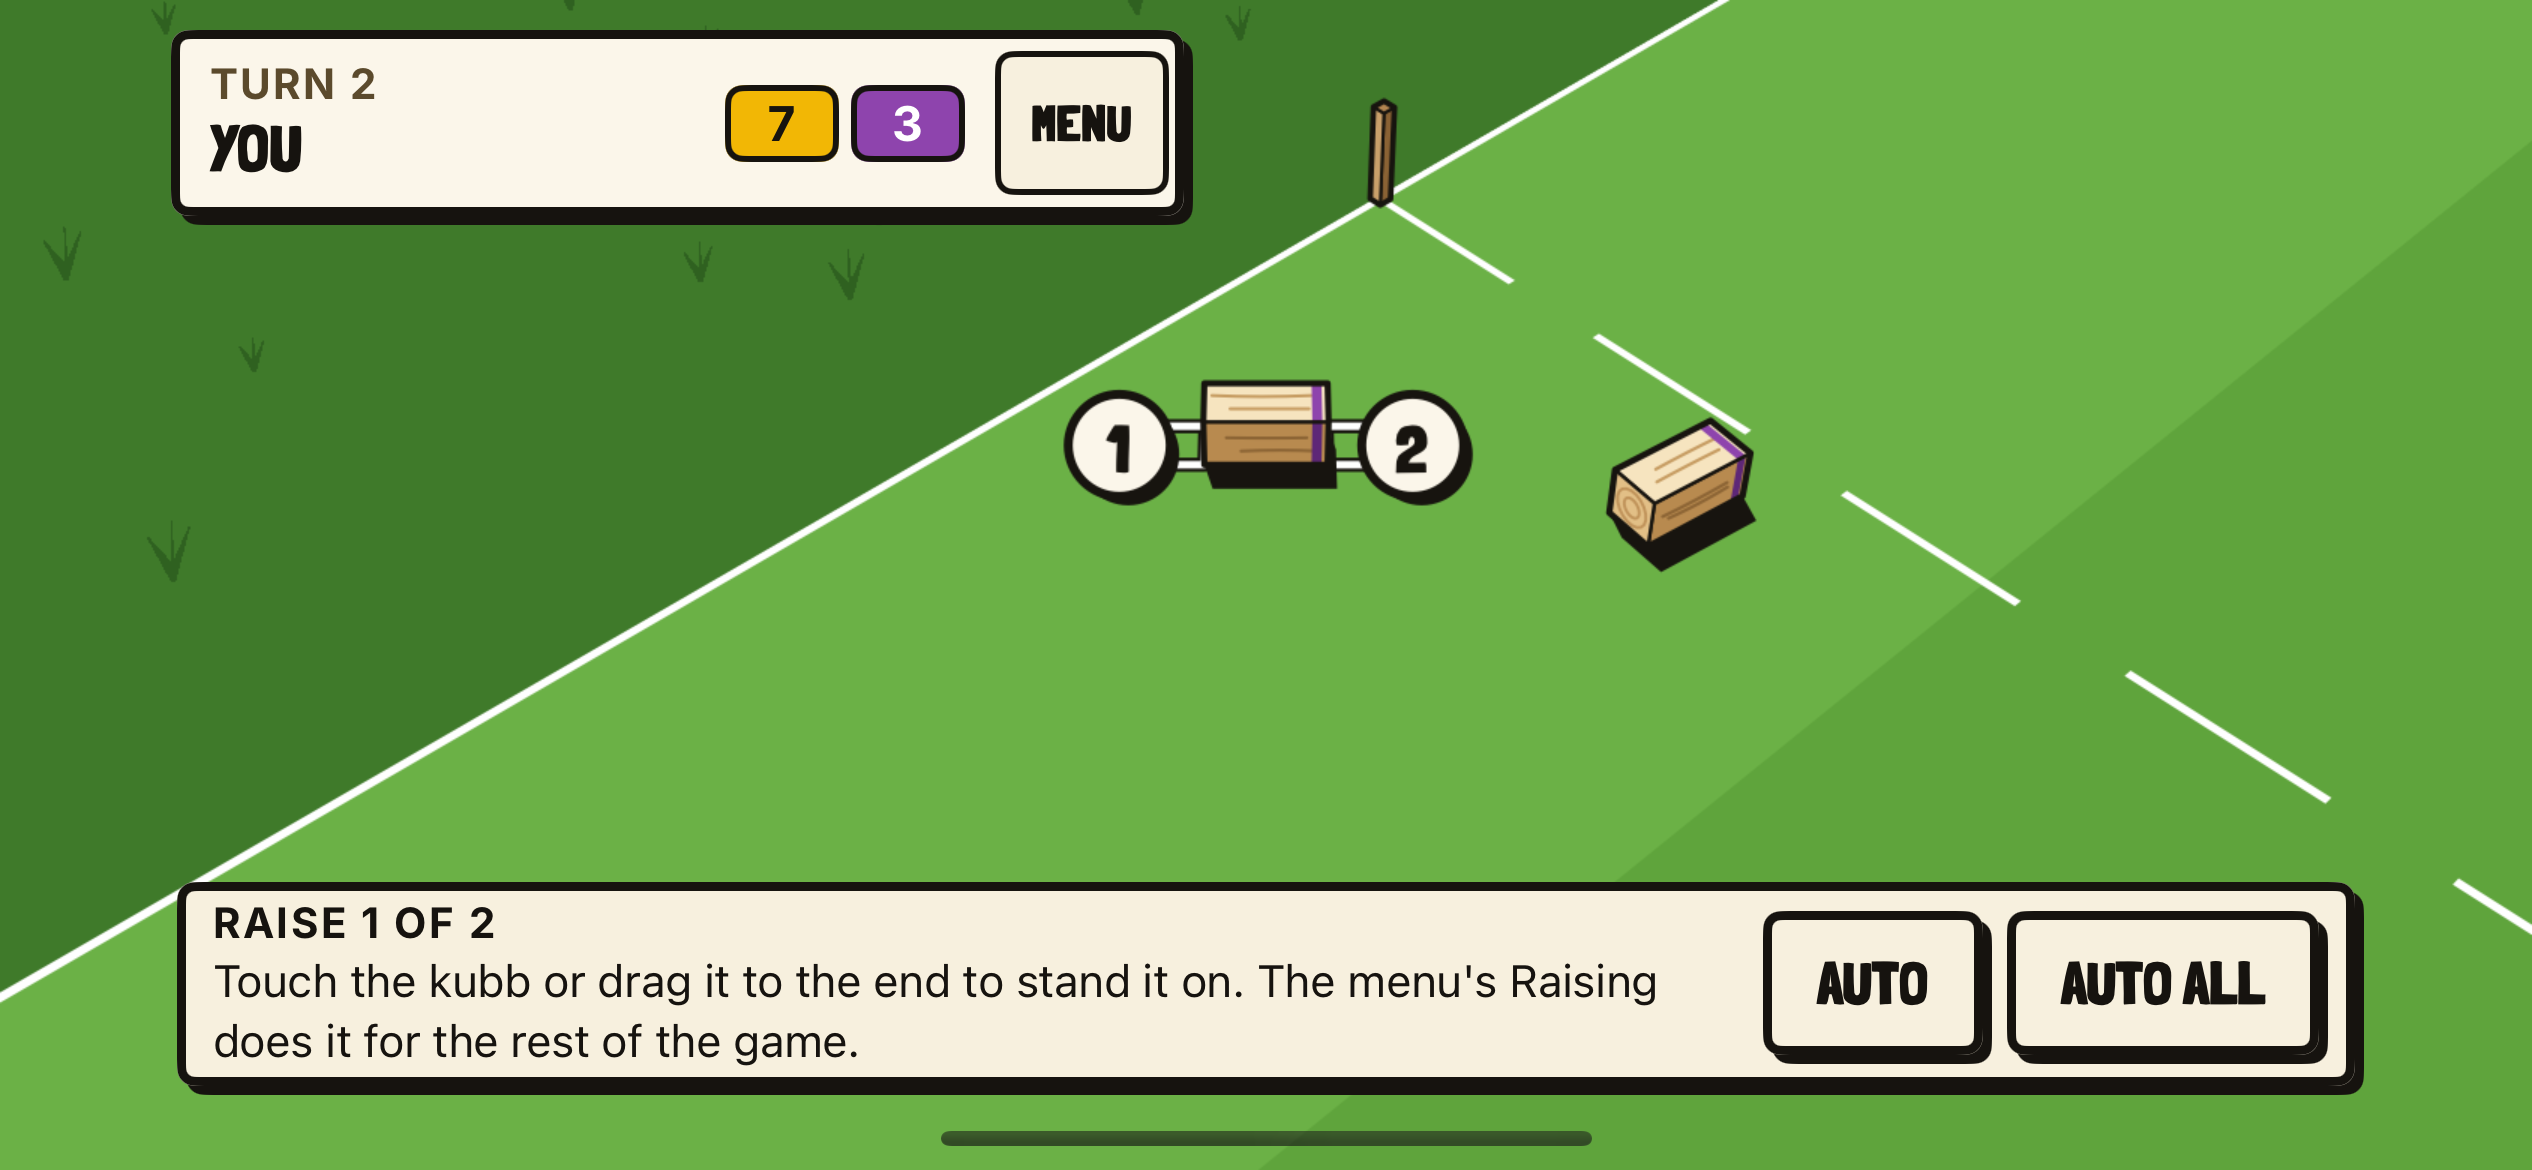 TURN 2
YOU
7 3
MENU
1 2
RAISE 1 OF 2
Touch the kubb or drag it to the end to stand it on. The menu's Raising
does it for the rest of the game.
AUTO
AUTO ALL